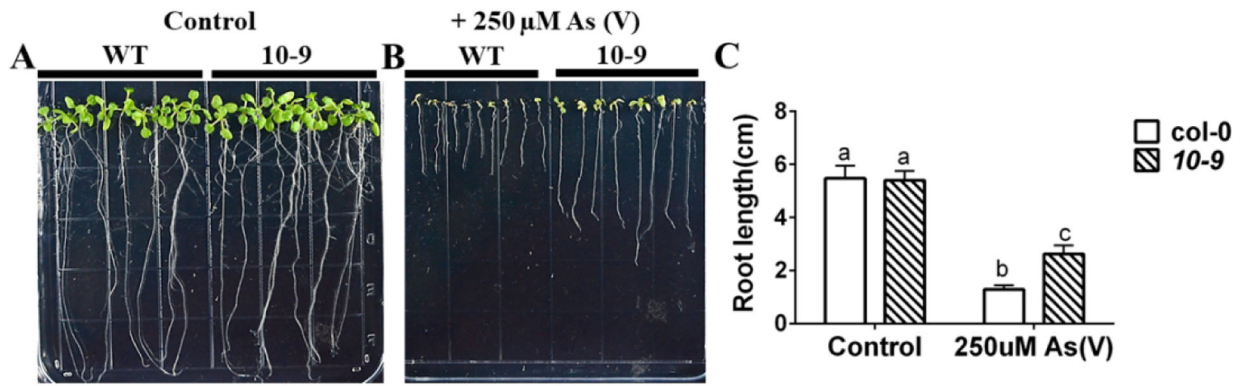 Control
+ 250 µM As (V)
A
WT
10-9
B
WT
10-9
C
Root length(cm)
8
6
4
2
0
a
a
b
c
Control
250uM As(V)
col-0
10-9